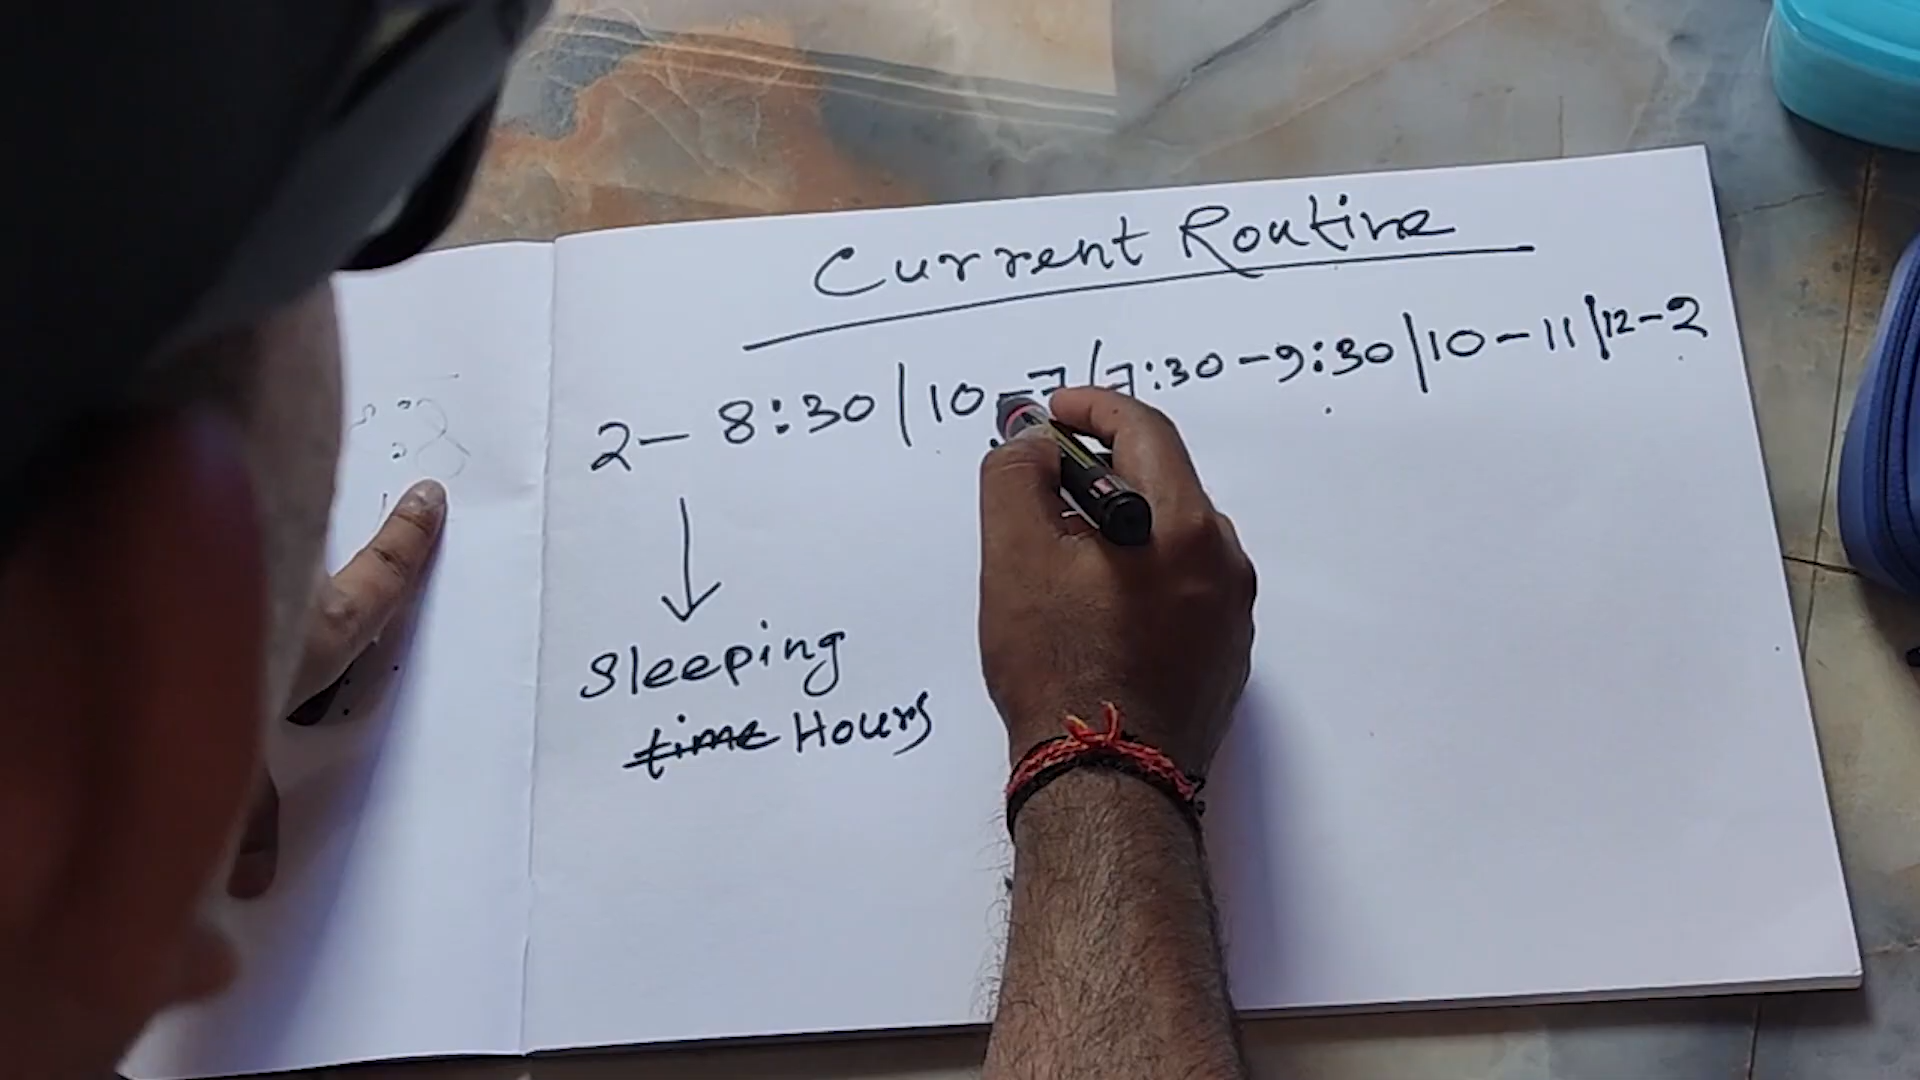 Current Routine
2 - 8:30 | 10 - 7 | 7:30 - 9:30 | 10 - 11 | 12 - 2
↓
Sleeping
time Hours